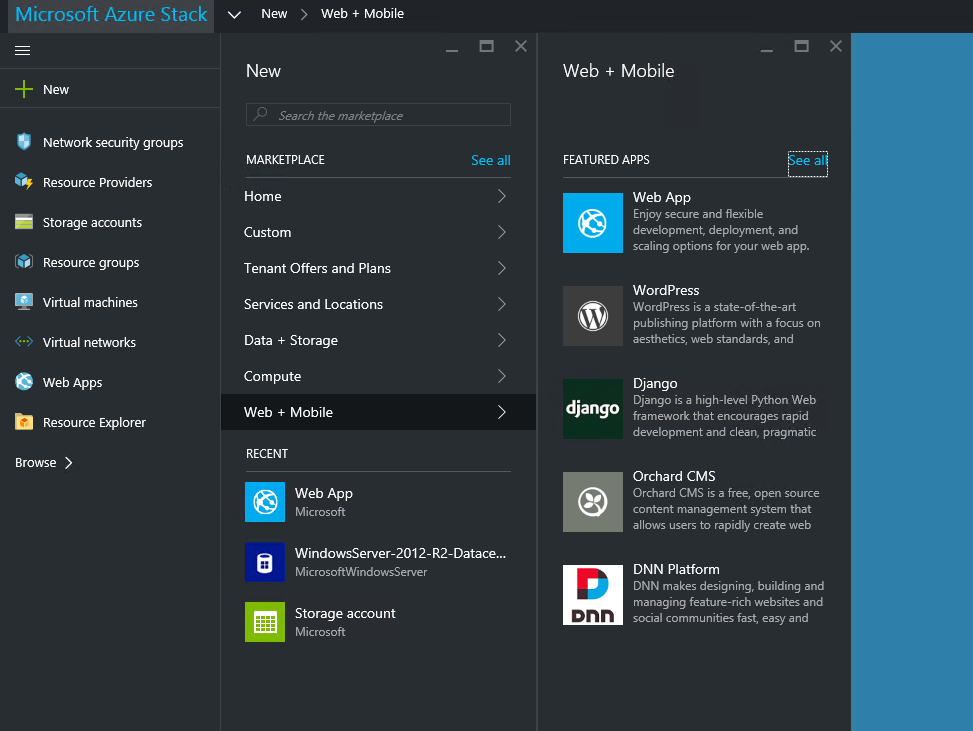 Microsoft Azure Stack
New
Web + Mobile
New
Network security groups
Resource Providers
Storage accounts
Resource groups
Virtual machines
Virtual networks
Web Apps
Resource Explorer
Browse
New
Search the marketplace
MARKETPLACE
See all
Home
Custom
Tenant Offers and Plans
Services and Locations
Data + Storage
Compute
Web + Mobile
RECENT
Web App
Microsoft
WindowsServer-2012-R2-Datace...
MicrosoftWindowsServer
Storage account
Microsoft
Web + Mobile
FEATURED APPS
See all
Web App
Enjoy secure and flexible
development, deployment, and
scaling options for your web app.
WordPress
WordPress is a state-of-the-art
publishing platform with a focus on
aesthetics, web standards, and
django
Django
Django is a high-level Python Web
framework that encourages rapid
development and clean, pragmatic
Orchard CMS
Orchard CMS is a free, open source
content management system that
allows users to rapidly create web
DNN
DNN Platform
DNN makes designing, building and
managing feature-rich websites and
social communities fast, easy and